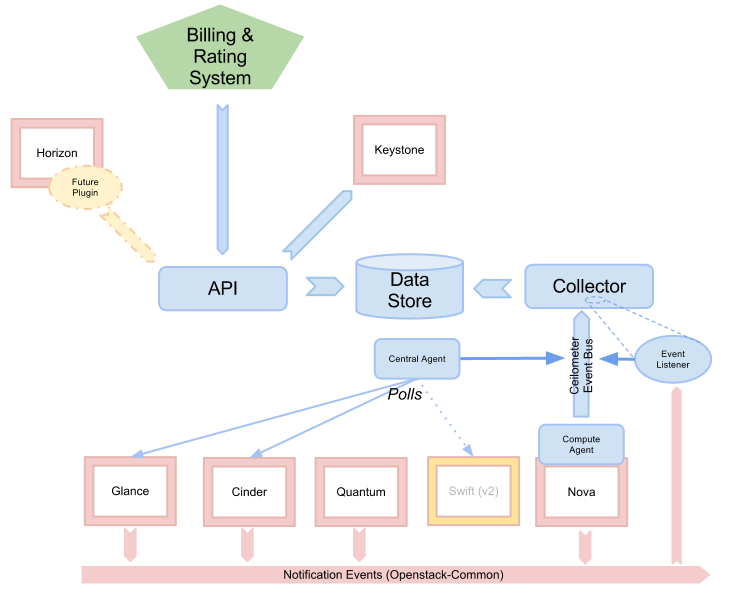 Billing &
Rating
System
Horizon
Future
Plugin
Keystone
API
Data
Store
Collector
Central Agent
Ceilometer
Event Bus
Event
Listener
Polls
Compute
Agent
Glance
Cinder
Quantum
Swift (v2)
Nova
Notification Events (Openstack-Common)